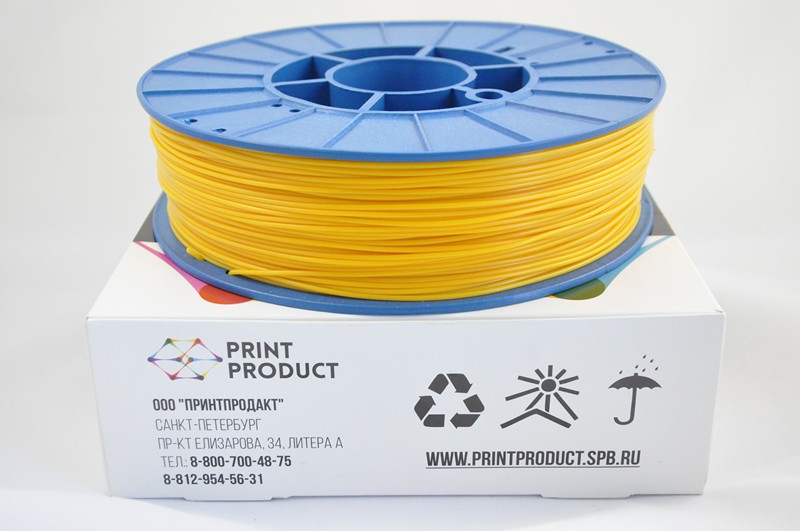 PRINT
PRODUCT
ООО "ПРИНТПРОДАКТ"
САНКТ-ПЕТЕРБУРГ
ПР-КТ ЕЛИЗАРОВА, 34, ЛИТЕРА А
ТЕЛ.: 8-800-700-48-75
8-812-954-56-31
WWW.PRINTPRODUCT.SPB.RU